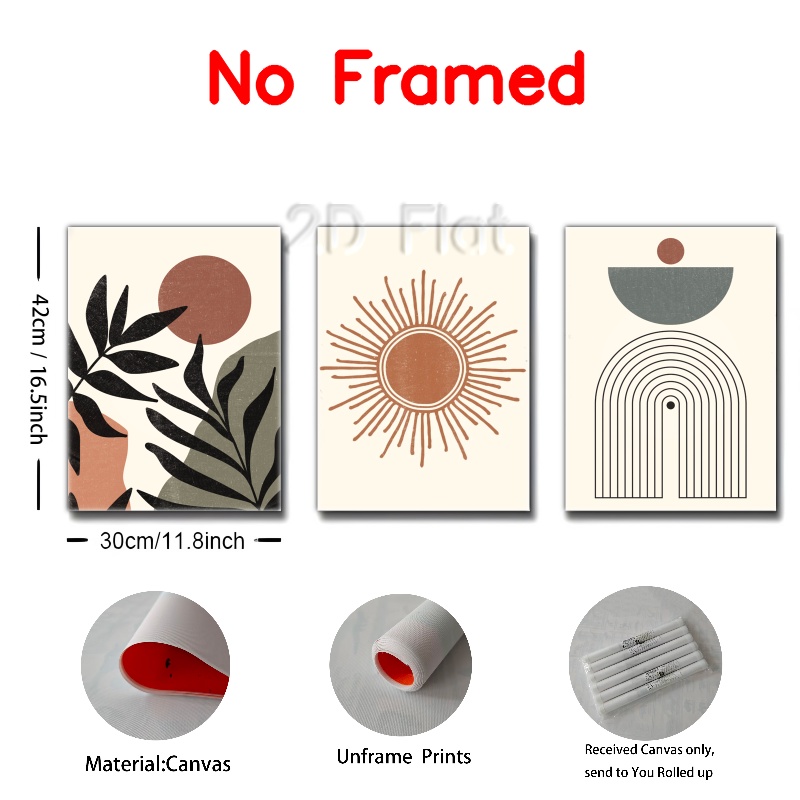 No Framed
2D Flat
42cm / 16.5inch
30cm/11.8inch
Material:Canvas
Unframe Prints
Received Canvas only,
send to You Rolled up